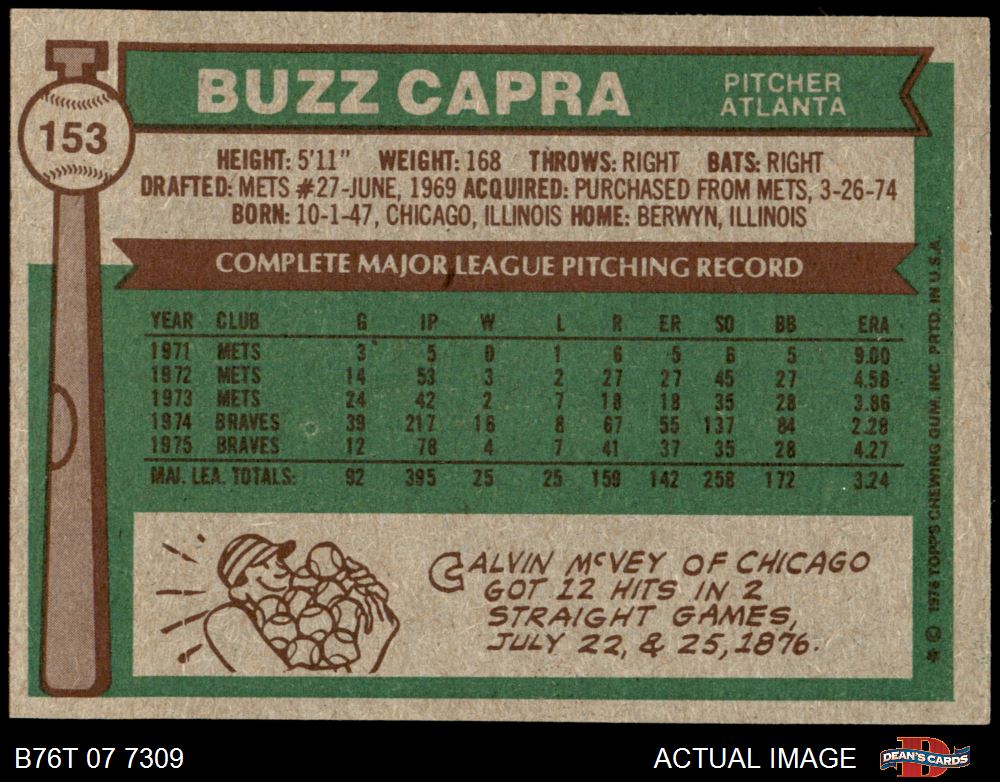 BUZZ CAPRA
PITCHER
ATLANTA
153
HEIGHT: 5'11" WEIGHT: 168 THROWS: RIGHT BATS: RIGHT
DRAFTED: METS #27-JUNE, 1969 ACQUIRED: PURCHASED FROM METS, 3-26-74
BORN: 10-1-47, CHICAGO, ILLINOIS HOME: BERWYN, ILLINOIS
COMPLETE MAJOR LEAGUE PITCHING RECORD
YEAR CLUB G IP W L R ER SO BB ERA
1971 METS 3 5 0 1 6 5 6 5 9.00
1972 METS 14 53 3 2 27 27 45 27 4.58
1973 METS 24 42 2 7 18 18 35 28 3.86
1974 BRAVES 39 217 16 8 67 55 137 84 2.28
1975 BRAVES 12 78 4 7 41 37 35 28 4.27
MAJ. LEA. TOTALS: 92 395 25 25 159 142 258 172 3.24
CALVIN McVEY OF CHICAGO
GOT 12 HITS IN 2
STRAIGHT GAMES,
JULY 22, & 25, 1876.
* © 1976 TOPPS CHEWING GUM, INC. PRTD. IN U.S.A.
B76T 07 7309
ACTUAL IMAGE
DEAN'S CARDS